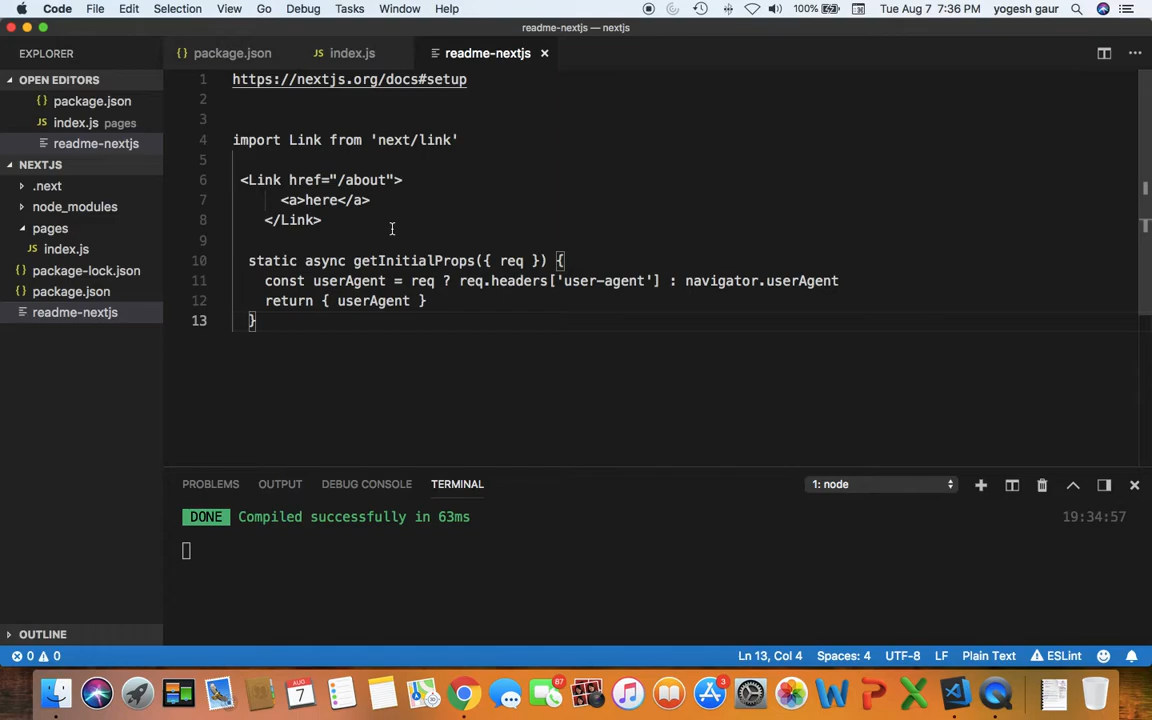 Code File Edit Selection View Go Debug Tasks Window Help 100% Tue Aug 7 7:36 PM yogesh gaur
readme-nextjs — nextjs
EXPLORER
{} package.json JS index.js readme-nextjs ×
OPEN EDITORS
{} package.json
JS index.js pages
readme-nextjs
NEXTJS
.next
node_modules
pages
JS index.js
{} package-lock.json
{} package.json
readme-nextjs
OUTLINE
1 https://nextjs.org/docs#setup
2
3
4 import Link from 'next/link'
5
6 <Link href="/about">
7 <a>here</a>
8 </Link>
9
10 static async getInitialProps({ req }) {
11 const userAgent = req ? req.headers['user-agent'] : navigator.userAgent
12 return { userAgent }
13 }
PROBLEMS OUTPUT DEBUG CONSOLE TERMINAL 1: node
DONE Compiled successfully in 63ms 19:34:57
0 0 Ln 13, Col 4 Spaces: 4 UTF-8 LF Plain Text ESLint
7 87 3